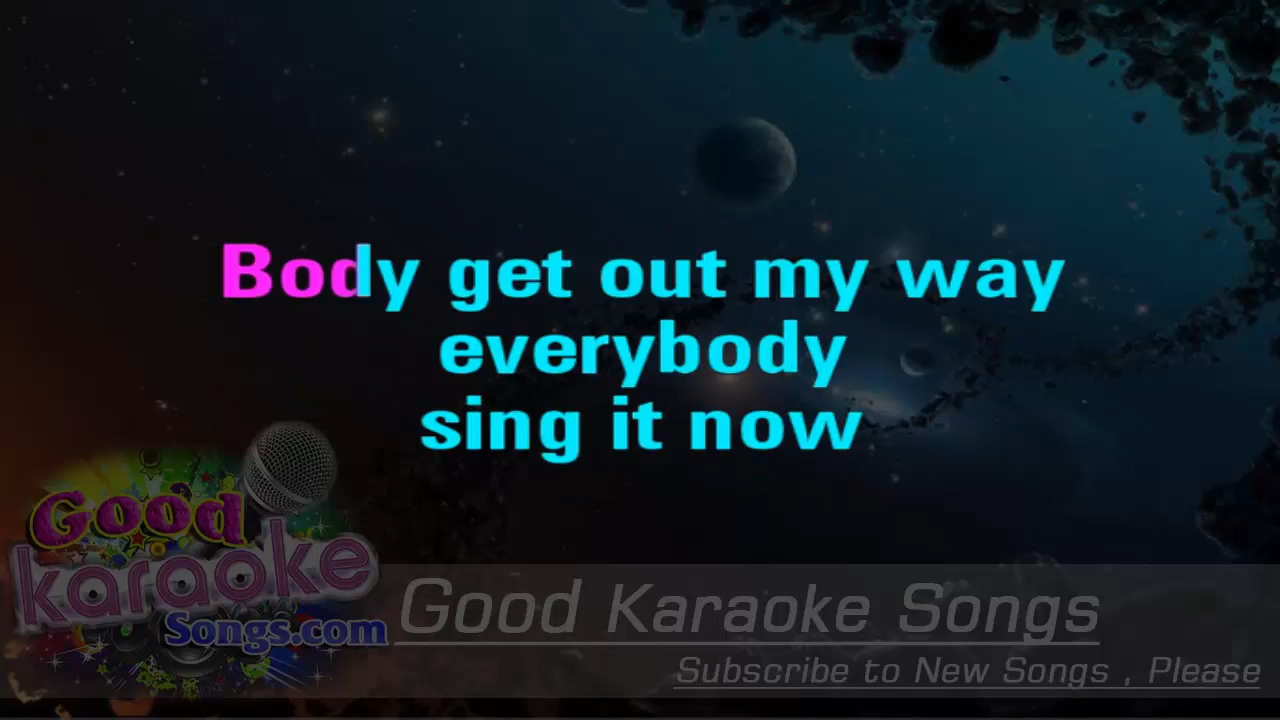 Body get out my way
everybody
sing it now
Good
karaoke
Songs.com
Good Karaoke Songs
Subscribe to New Songs , Please